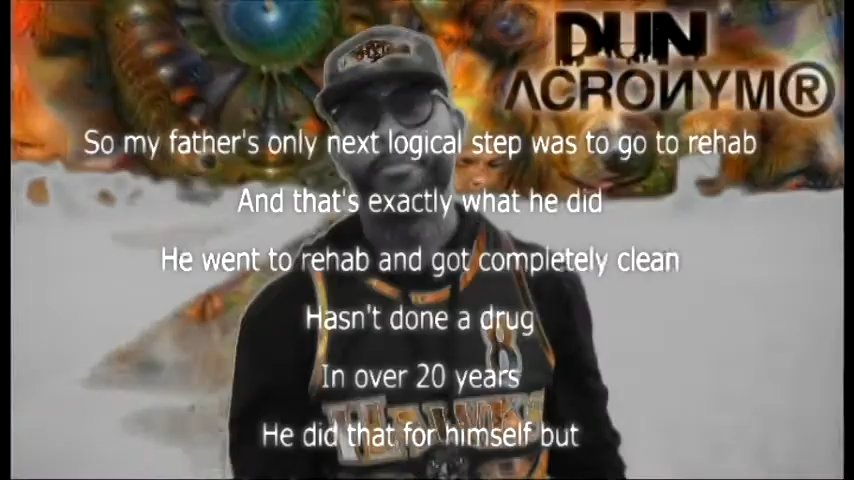 DUN
ACRONYM®
So my father's only next logical step was to go to rehab
And that's exactly what he did
He went to rehab and got completely clean
Hasn't done a drug
8
In over 20 years
He did that for himself but